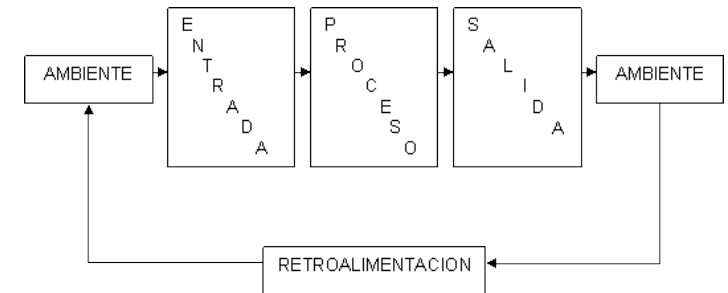 AMBIENTE
ENTRADA
PROCESO
SALIDA
AMBIENTE
RETROALIMENTACION